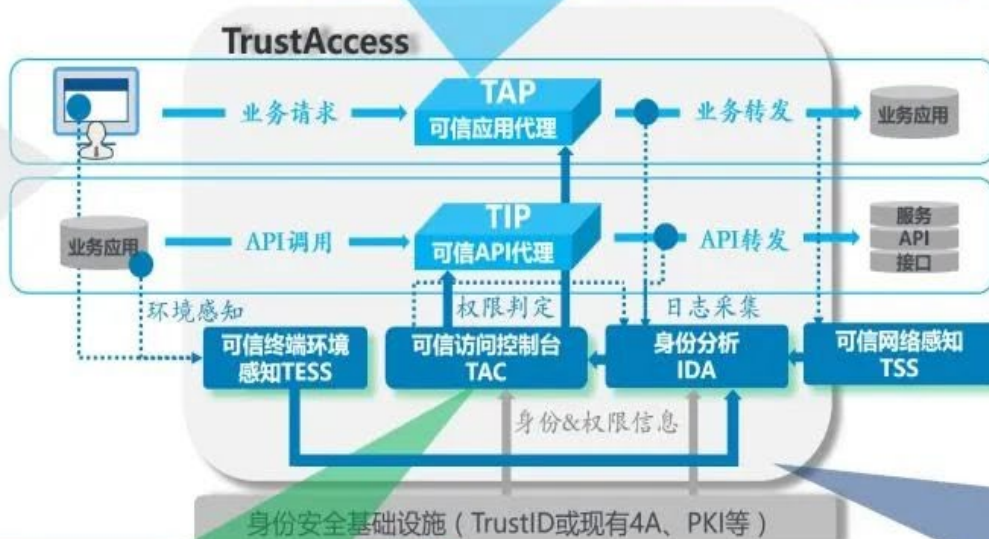 TrustAccess
业务请求
TAP
可信应用代理
业务转发
业务应用
业务应用
API调用
TIP
可信API代理
API转发
服务
API
接口
环境感知
权限判定
日志采集
可信终端环境
感知TESS
可信访问控制台
TAC
身份分析
IDA
可信网络感知
TSS
身份&权限信息
身份安全基础设施（TrustID或现有4A、PKI等）